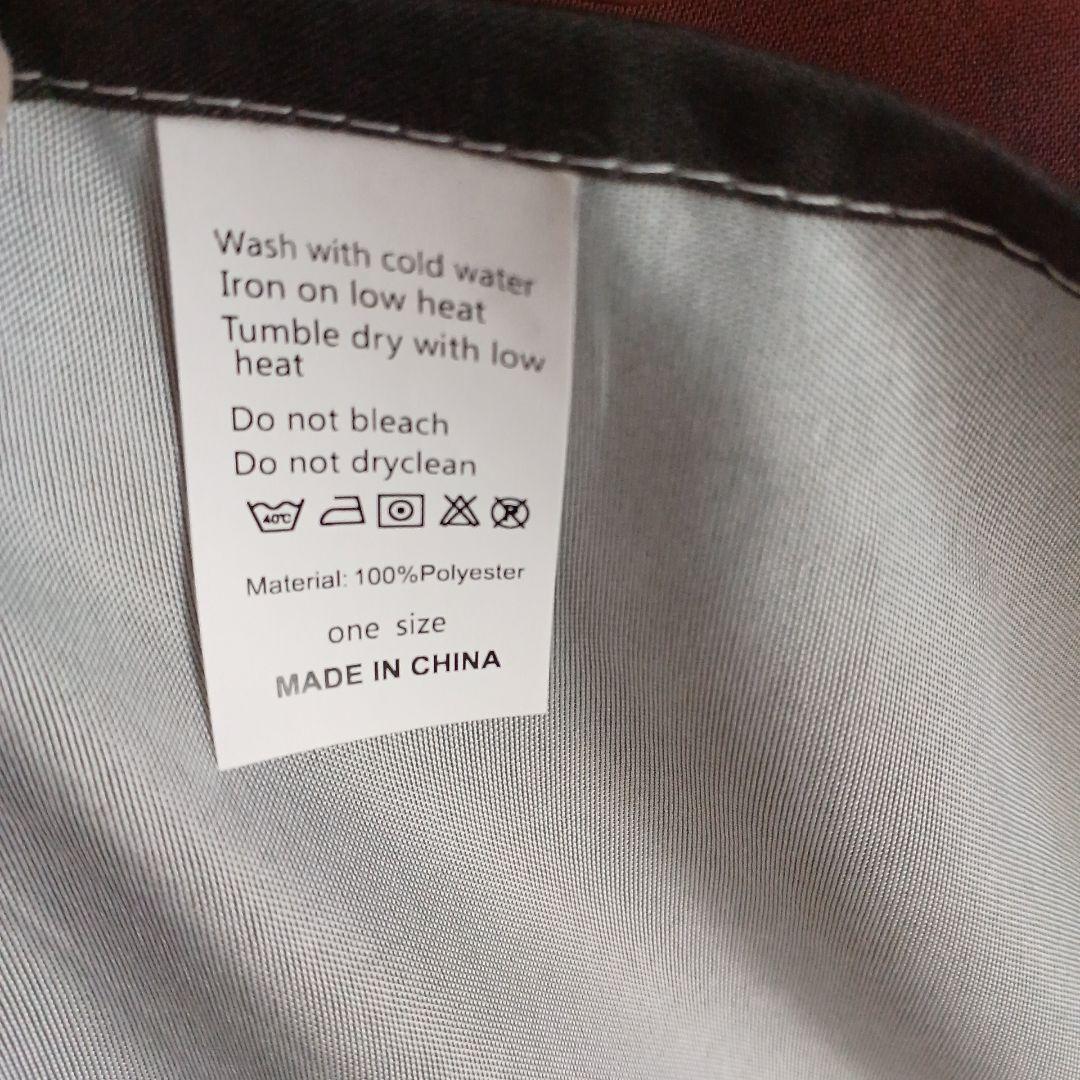 Wash with cold water
Iron on low heat
Tumble dry with low
heat
Do not bleach
Do not dryclean
40℃ P
Material: 100%Polyester
one size
MADE IN CHINA